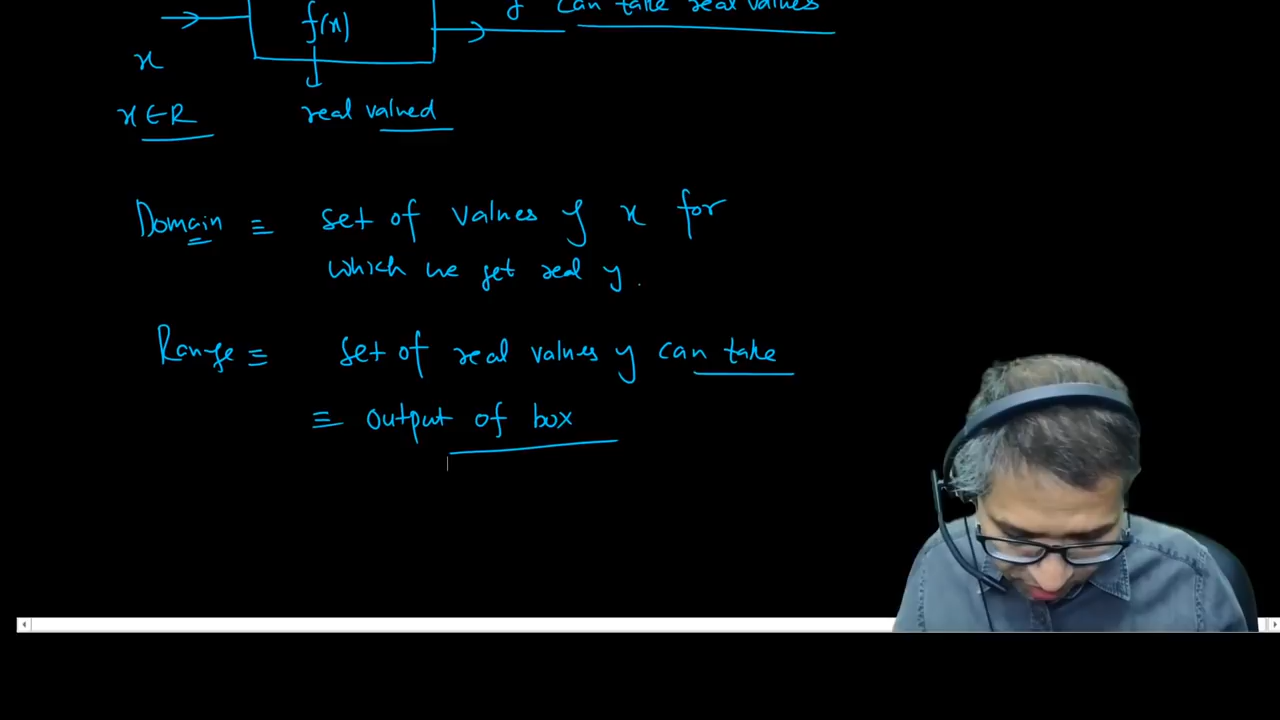 f(x)
y can take real values
x
x ∈ R
real valued
Domain ≡ set of values of x for
which we get real y.
Range ≡ set of real values y can take
≡ output of box